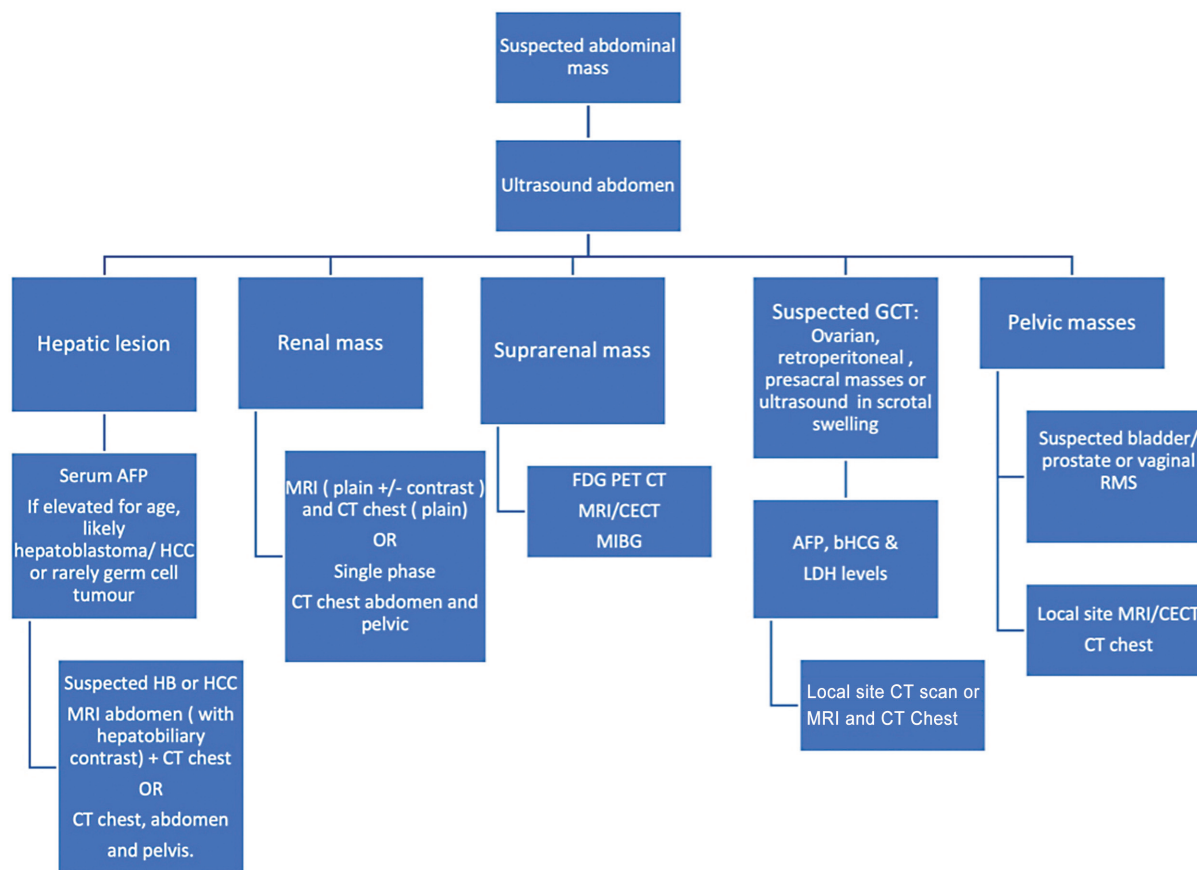 Suspected abdominal
mass
Ultrasound abdomen
Hepatic lesion
Serum AFP
If elevated for age,
likely
hepatoblastoma/ HCC
or rarely germ cell
tumour
Suspected HB or HCC
MRI abdomen ( with
hepatobiliary
contrast) + CT chest
OR
CT chest, abdomen
and pelvis.
Renal mass
MRI ( plain +/- contrast )
and CT chest ( plain)
OR
Single phase
CT chest abdomen and
pelvic
Suprarenal mass
FDG PET CT
MRI/CECT
MIBG
Suspected GCT:
Ovarian,
retroperitoneal ,
presacral masses or
ultrasound in scrotal
swelling
AFP, bHCG &
LDH levels
Local site CT scan or
MRI and CT Chest
Pelvic masses
Suspected bladder/
prostate or vaginal
RMS
Local site MRI/CECT
CT chest